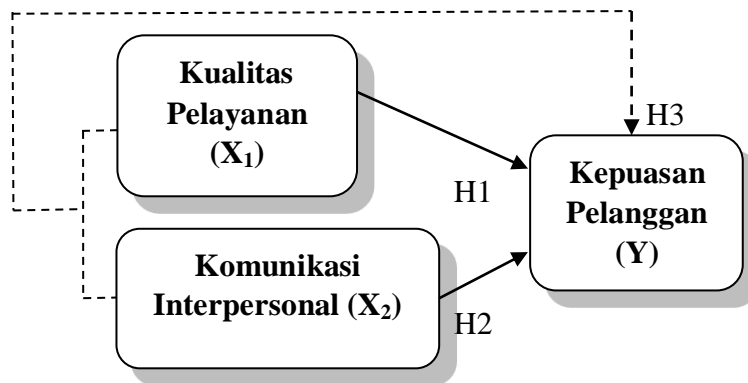 Kualitas
Pelayanan
(X₁)
H3
Kepuasan
Pelanggan
(Y)
H1
Komunikasi
Interpersonal (X₂)
H2